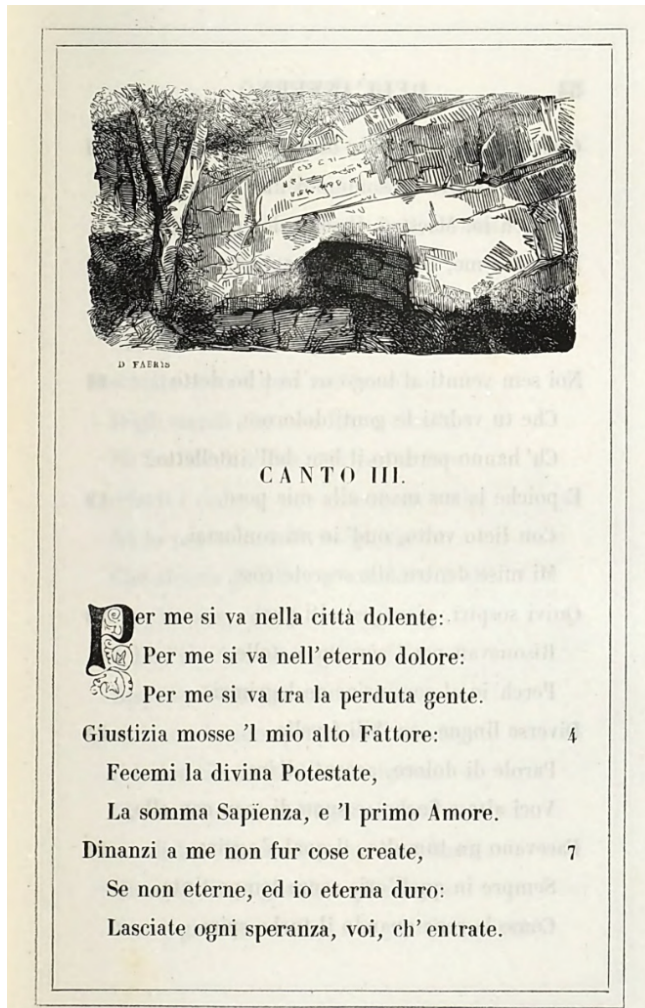 D FABRIS
CANTO III.
Per me si va nella città dolente:
Per me si va nell'eterno dolore:
Per me si va tra la perduta gente.
Giustizia mosse 'l mio alto Fattore: 4
Fecemi la divina Potestate,
La somma Sapïenza, e 'l primo Amore.
Dinanzi a me non fur cose create, 7
Se non eterne, ed io eterna duro:
Lasciate ogni speranza, voi, ch' entrate.